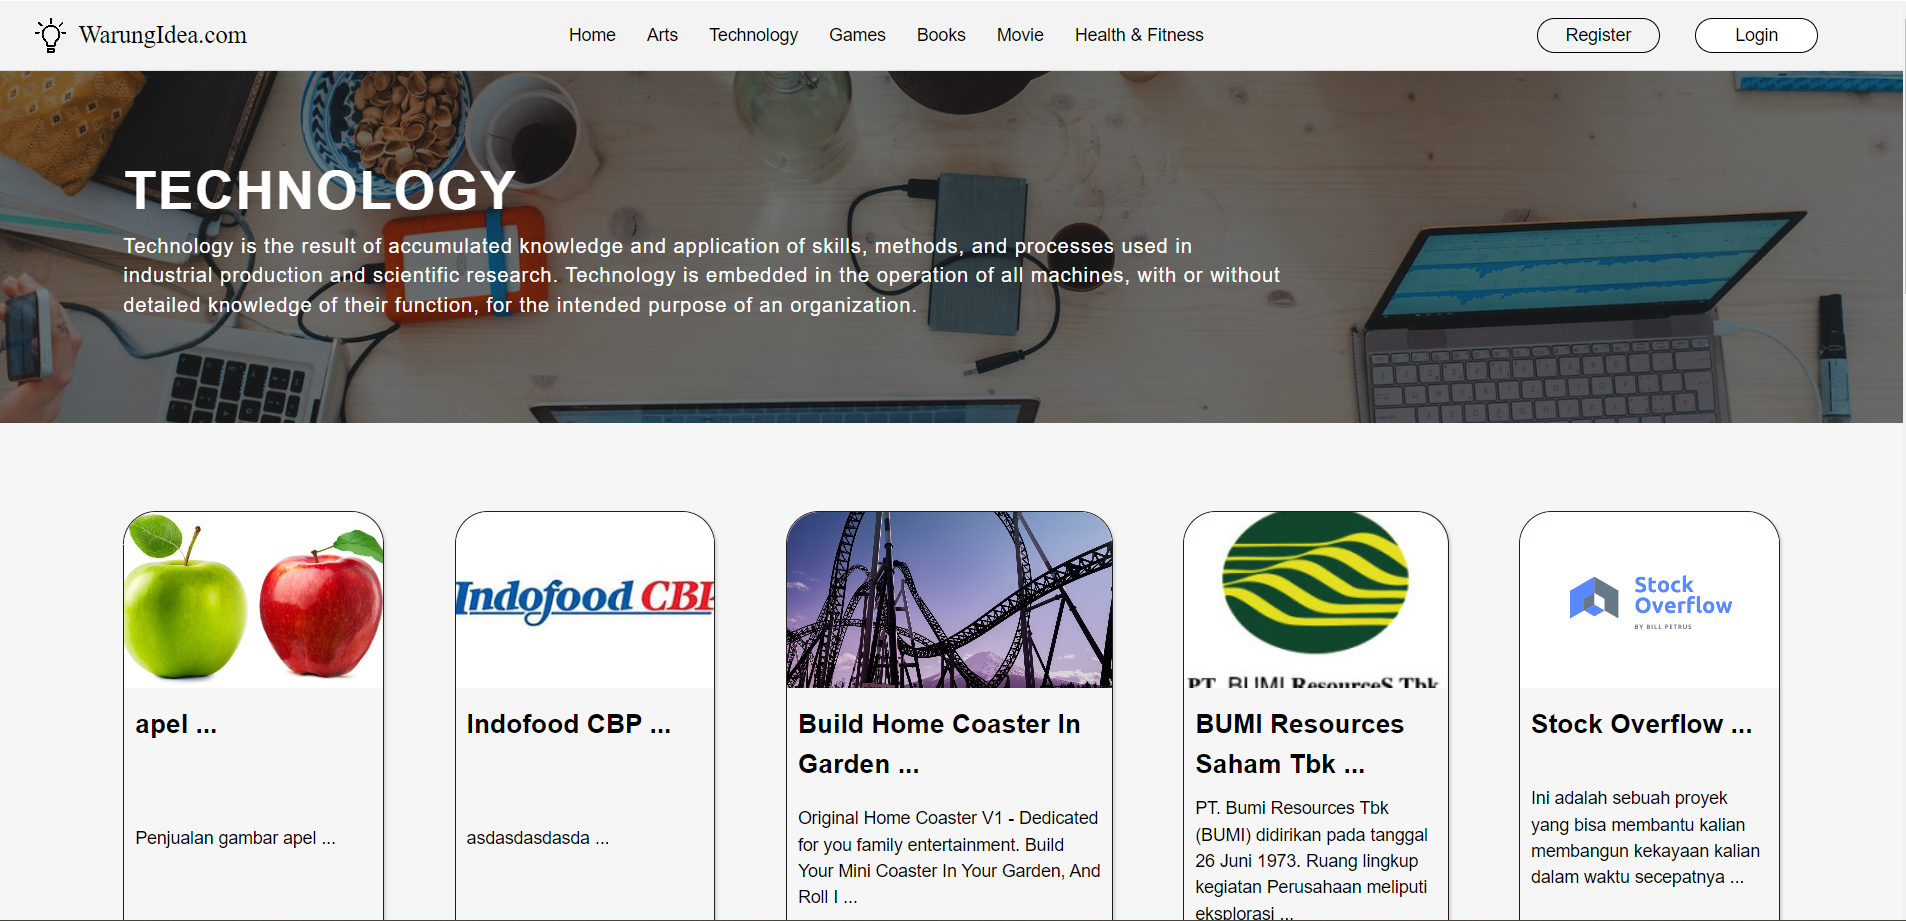 WarungIdea.com
Home Arts Technology Games Books Movie Health & Fitness
Register Login
TECHNOLOGY
Technology is the result of accumulated knowledge and application of skills, methods, and processes used in
industrial production and scientific research. Technology is embedded in the operation of all machines, with or without
detailed knowledge of their function, for the intended purpose of an organization.
apel ...
Penjualan gambar apel ...
Indofood CBP
Indofood CBP ...
asdasdasdasda ...
Build Home Coaster In
Garden ...
Original Home Coaster V1 - Dedicated
for you family entertainment. Build
Your Mini Coaster In Your Garden, And
Roll I ...
PT. BUMI ResourceS Tbk
BUMI Resources
Saham Tbk ...
PT. Bumi Resources Tbk
(BUMI) didirikan pada tanggal
26 Juni 1973. Ruang lingkup
kegiatan Perusahaan meliputi
eksplorasi ...
Stock
Overflow
BY BILL PETRUS
Stock Overflow ...
Ini adalah sebuah proyek
yang bisa membantu kalian
membangun kekayaan kalian
dalam waktu secepatnya ...